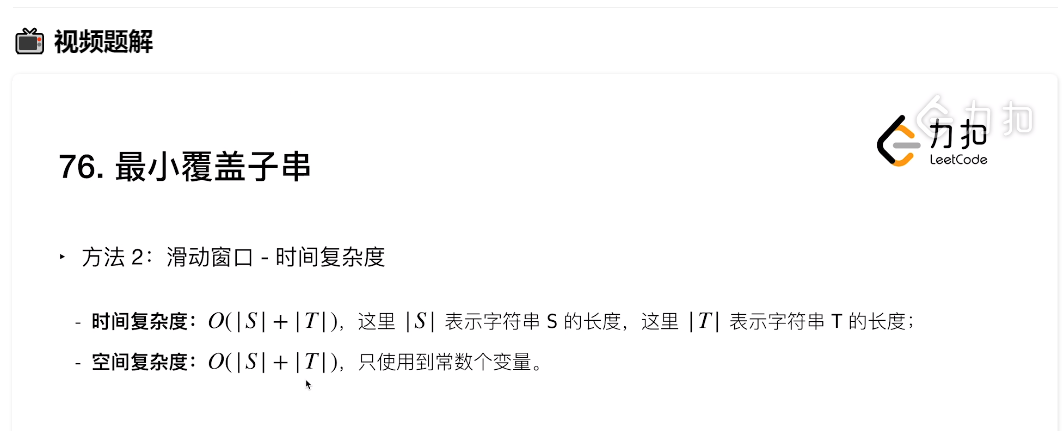 视频题解
力扣
力扣
LeetCode
76. 最小覆盖子串
‣ 方法 2：滑动窗口 - 时间复杂度
- 时间复杂度：O(|S| + |T|)，这里 |S| 表示字符串 S 的长度，这里 |T| 表示字符串 T 的长度；
- 空间复杂度：O(|S| + |T|)，只使用到常数个变量。